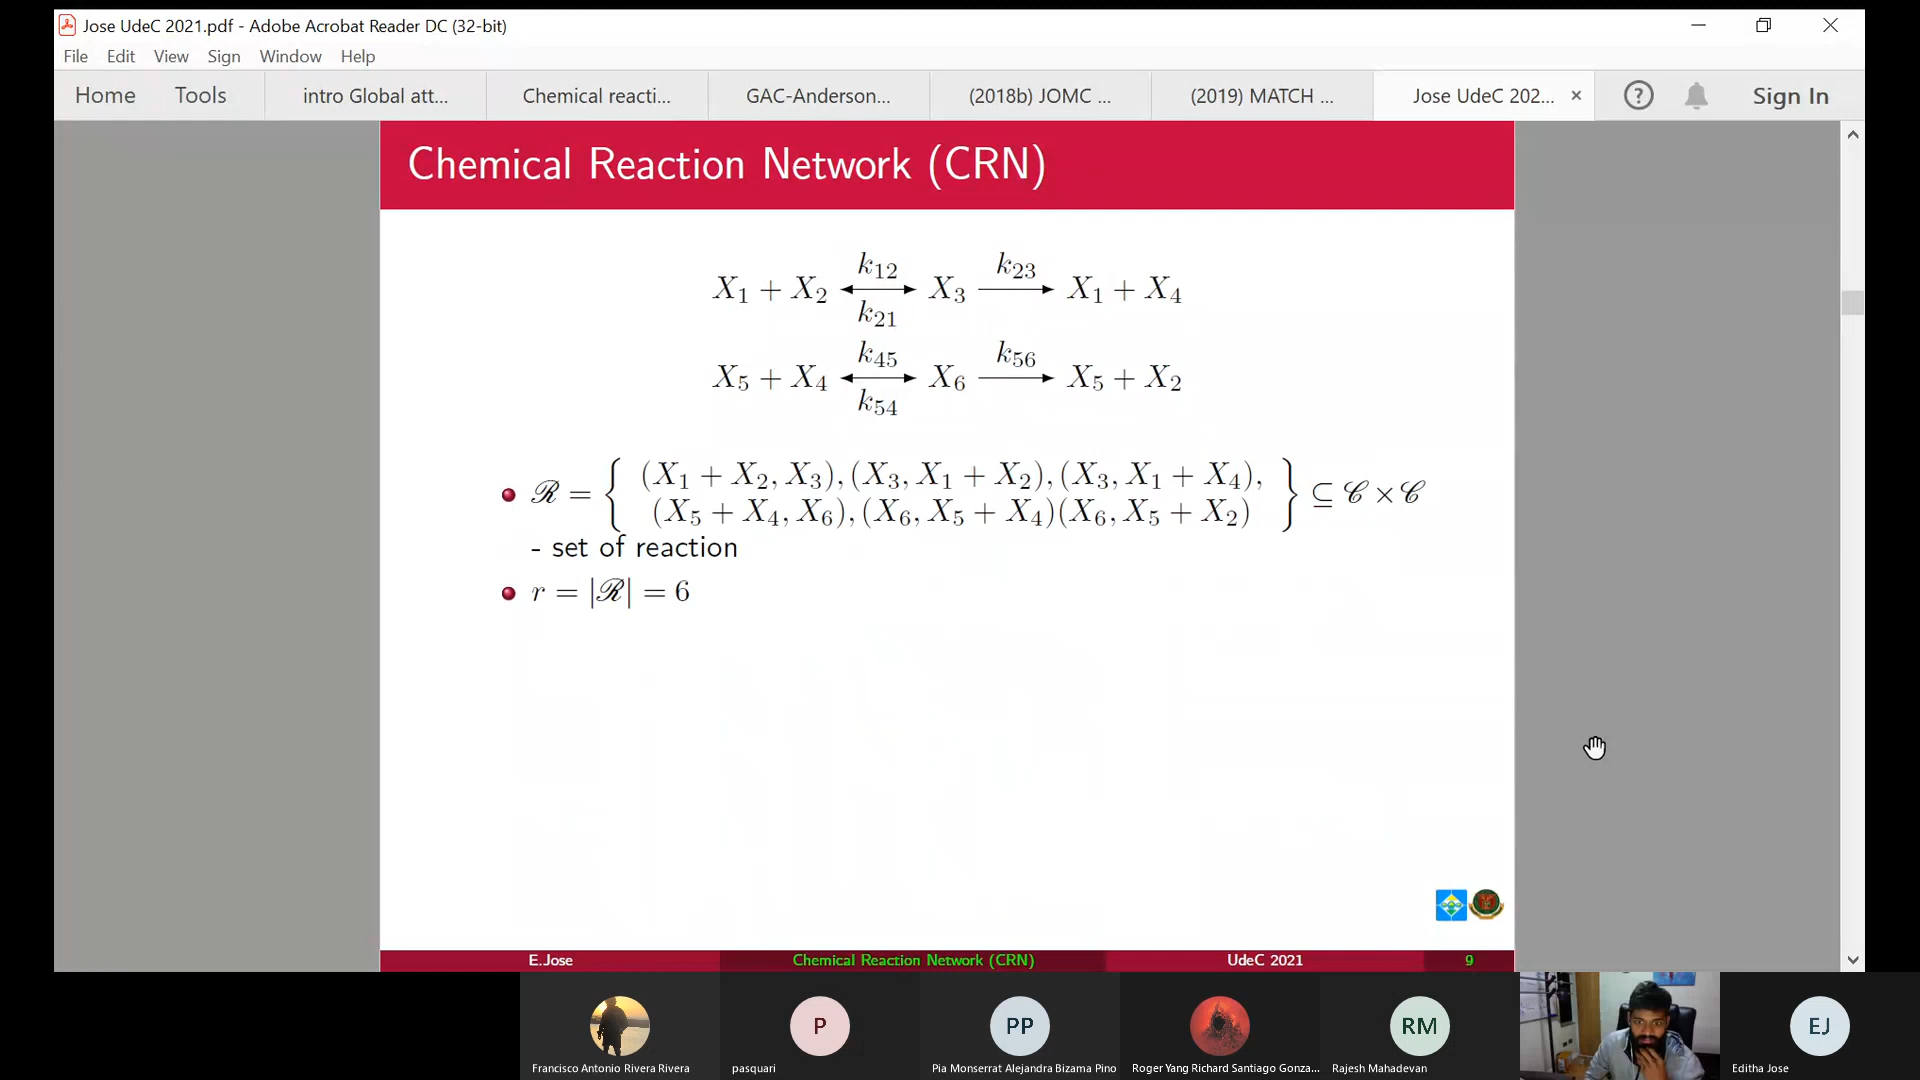 Jose UdeC 2021.pdf - Adobe Acrobat Reader DC (32-bit)
File Edit View Sign Window Help
Home Tools intro Global att... Chemical reacti... GAC-Anderson... (2018b) JOMC ... (2019) MATCH ... Jose UdeC 202... × ? Sign In
Chemical Reaction Network (CRN)
k₁₂ k₂₃
X₁ + X₂ ⟷ X₃ ⟶ X₁ + X₄
k₂₁
k₄₅ k₅₆
X₅ + X₄ ⟷ X₆ ⟶ X₅ + X₂
k₅₄
(X₁ + X₂, X₃), (X₃, X₁ + X₂), (X₃, X₁ + X₄),
• ℛ = { } ⊆ 𝒞 × 𝒞
(X₅ + X₄, X₆), (X₆, X₅ + X₄)(X₆, X₅ + X₂)
- set of reaction
• r = |ℛ| = 6
E.Jose Chemical Reaction Network (CRN) UdeC 2021 9
P PP RM EJ
Francisco Antonio Rivera Rivera pasquari Pia Monserrat Alejandra Bizama Pino Roger Yang Richard Santiago Gonza... Rajesh Mahadevan Editha Jose